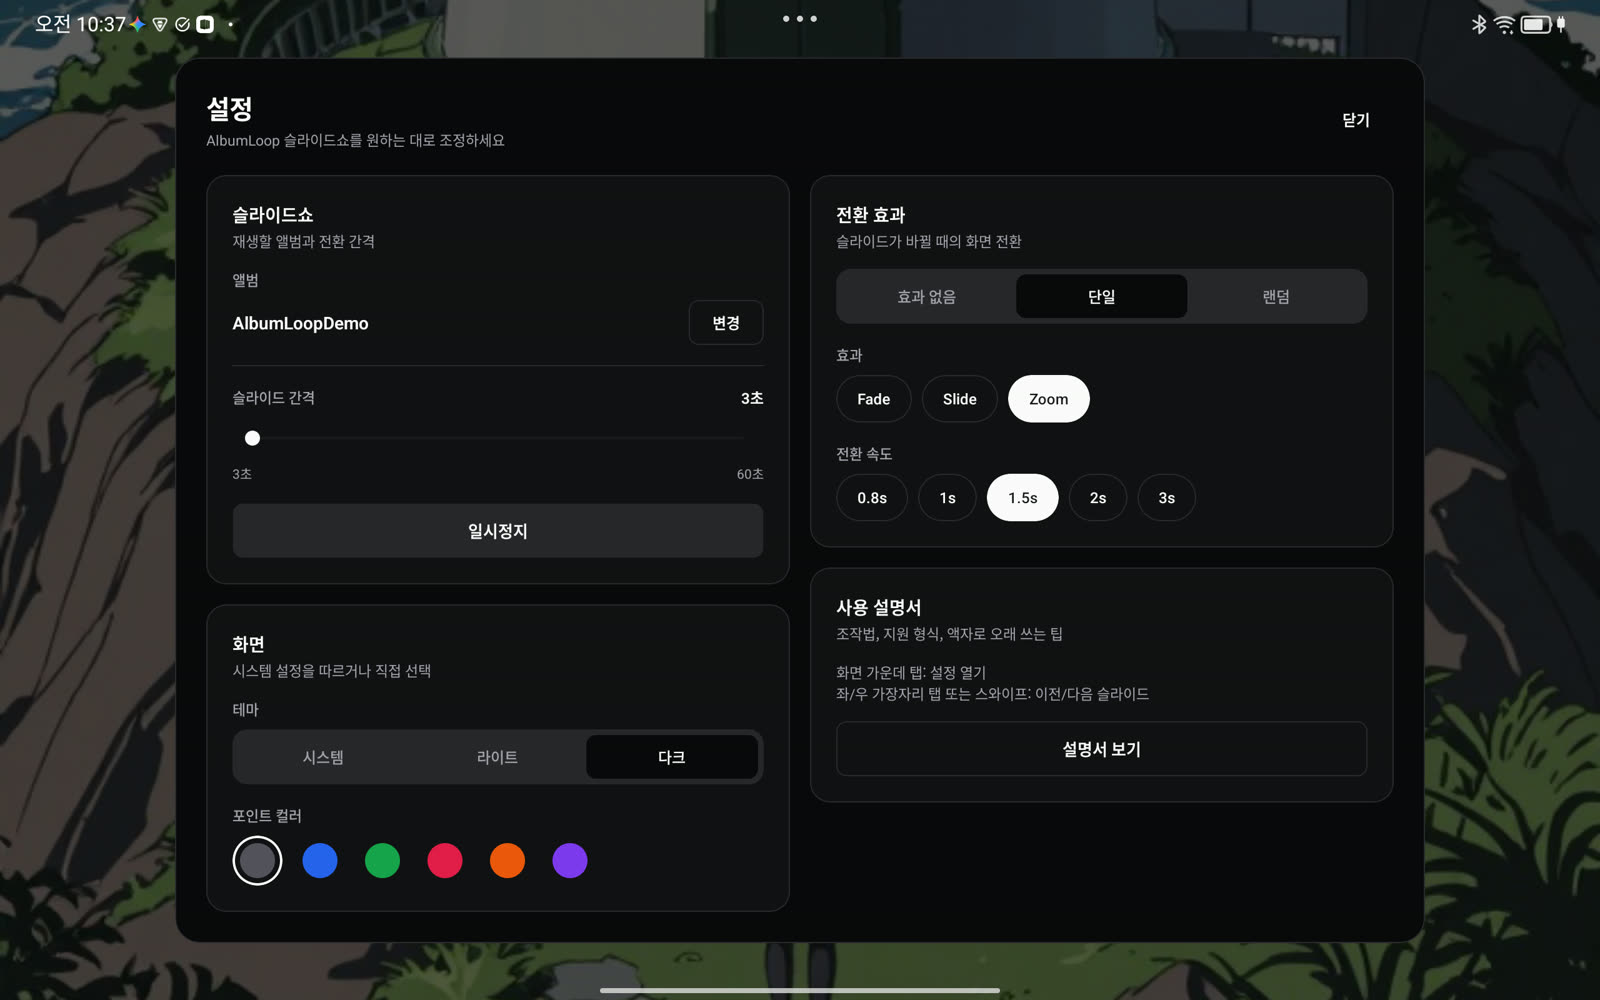 오전 10:37
설정
AlbumLoop 슬라이드쇼를 원하는 대로 조정하세요
닫기
슬라이드쇼
재생할 앨범과 전환 간격
앨범
AlbumLoopDemo
변경
슬라이드 간격
3초
3초
60초
일시정지
화면
시스템 설정을 따르거나 직접 선택
테마
시스템
라이트
다크
포인트 컬러
전환 효과
슬라이드가 바뀔 때의 화면 전환
효과 없음
단일
랜덤
효과
Fade
Slide
Zoom
전환 속도
0.8s
1s
1.5s
2s
3s
사용 설명서
조작법, 지원 형식, 액자로 오래 쓰는 팁
화면 가운데 탭: 설정 열기
좌/우 가장자리 탭 또는 스와이프: 이전/다음 슬라이드
설명서 보기